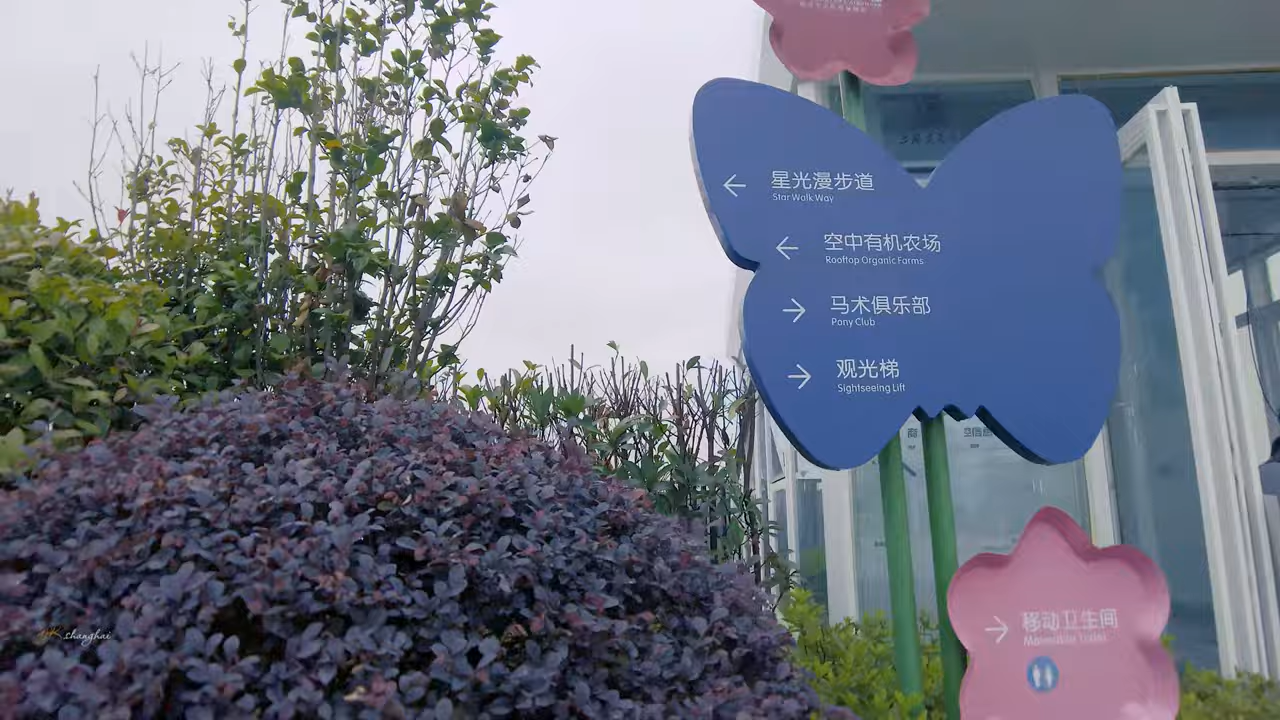 ← 星光漫步道
Star Walk Way
← 空中有机农场
Rooftop Organic Farms
→ 马术俱乐部
Pony Club
→ 观光梯
Sightseeing Lift
→ 移动卫生间
shanghai